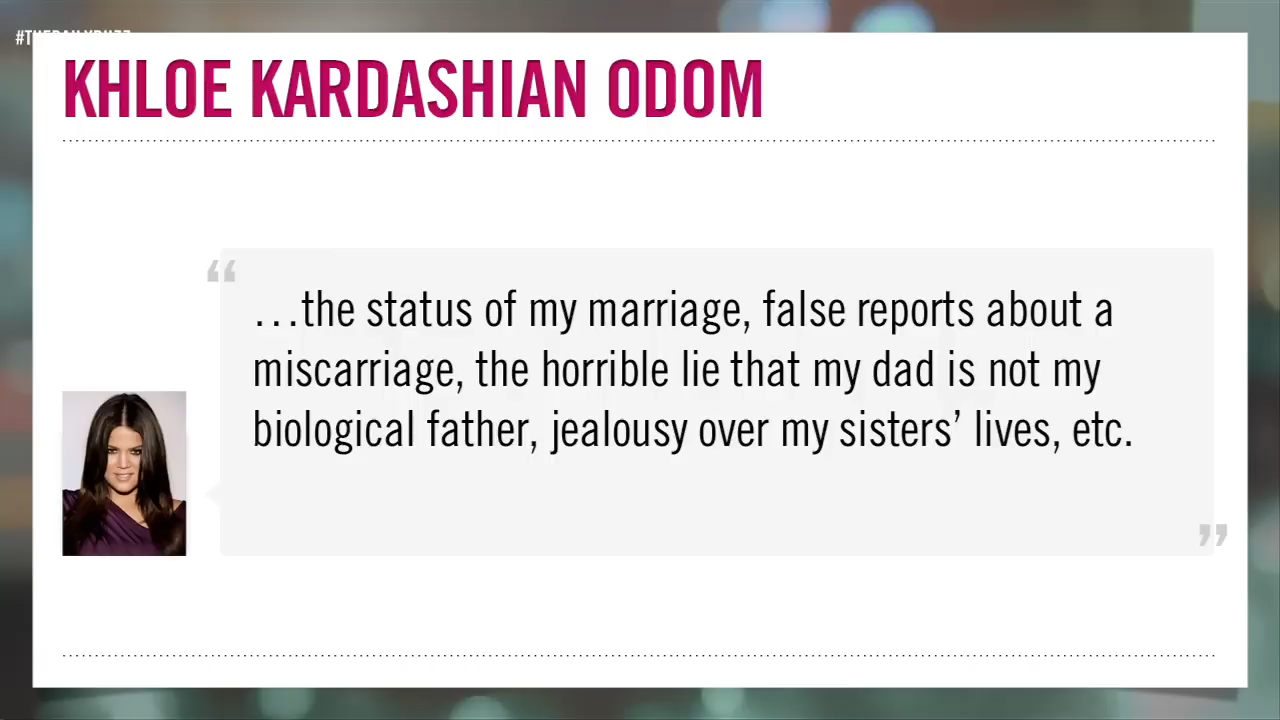 KHLOE KARDASHIAN ODOM
“
…the status of my marriage, false reports about a
miscarriage, the horrible lie that my dad is not my
biological father, jealousy over my sisters’ lives, etc.
”